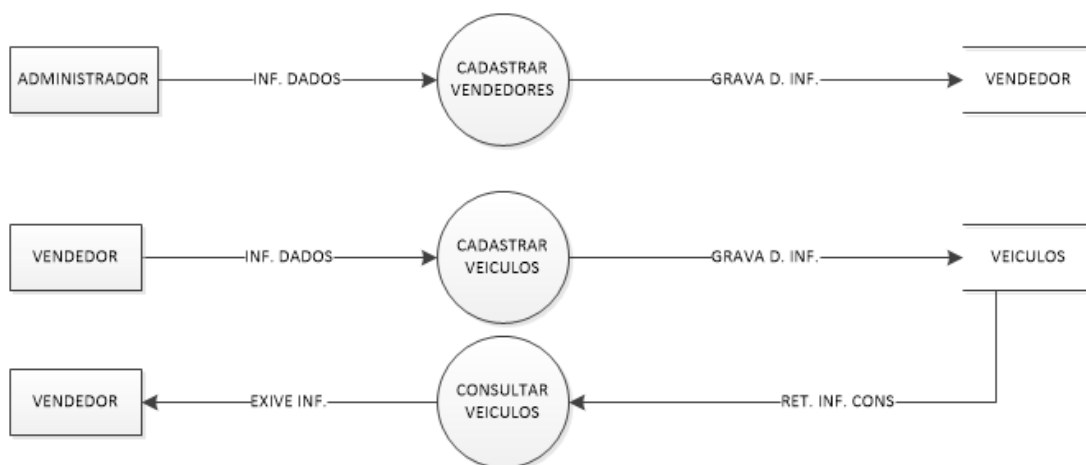 ADMINISTRADOR
INF. DADOS
CADASTRAR
VENDEDORES
GRAVA D. INF.
VENDEDOR
VENDEDOR
INF. DADOS
CADASTRAR
VEICULOS
GRAVA D. INF.
VEICULOS
VENDEDOR
EXIVE INF.
CONSULTAR
VEICULOS
RET. INF. CONS